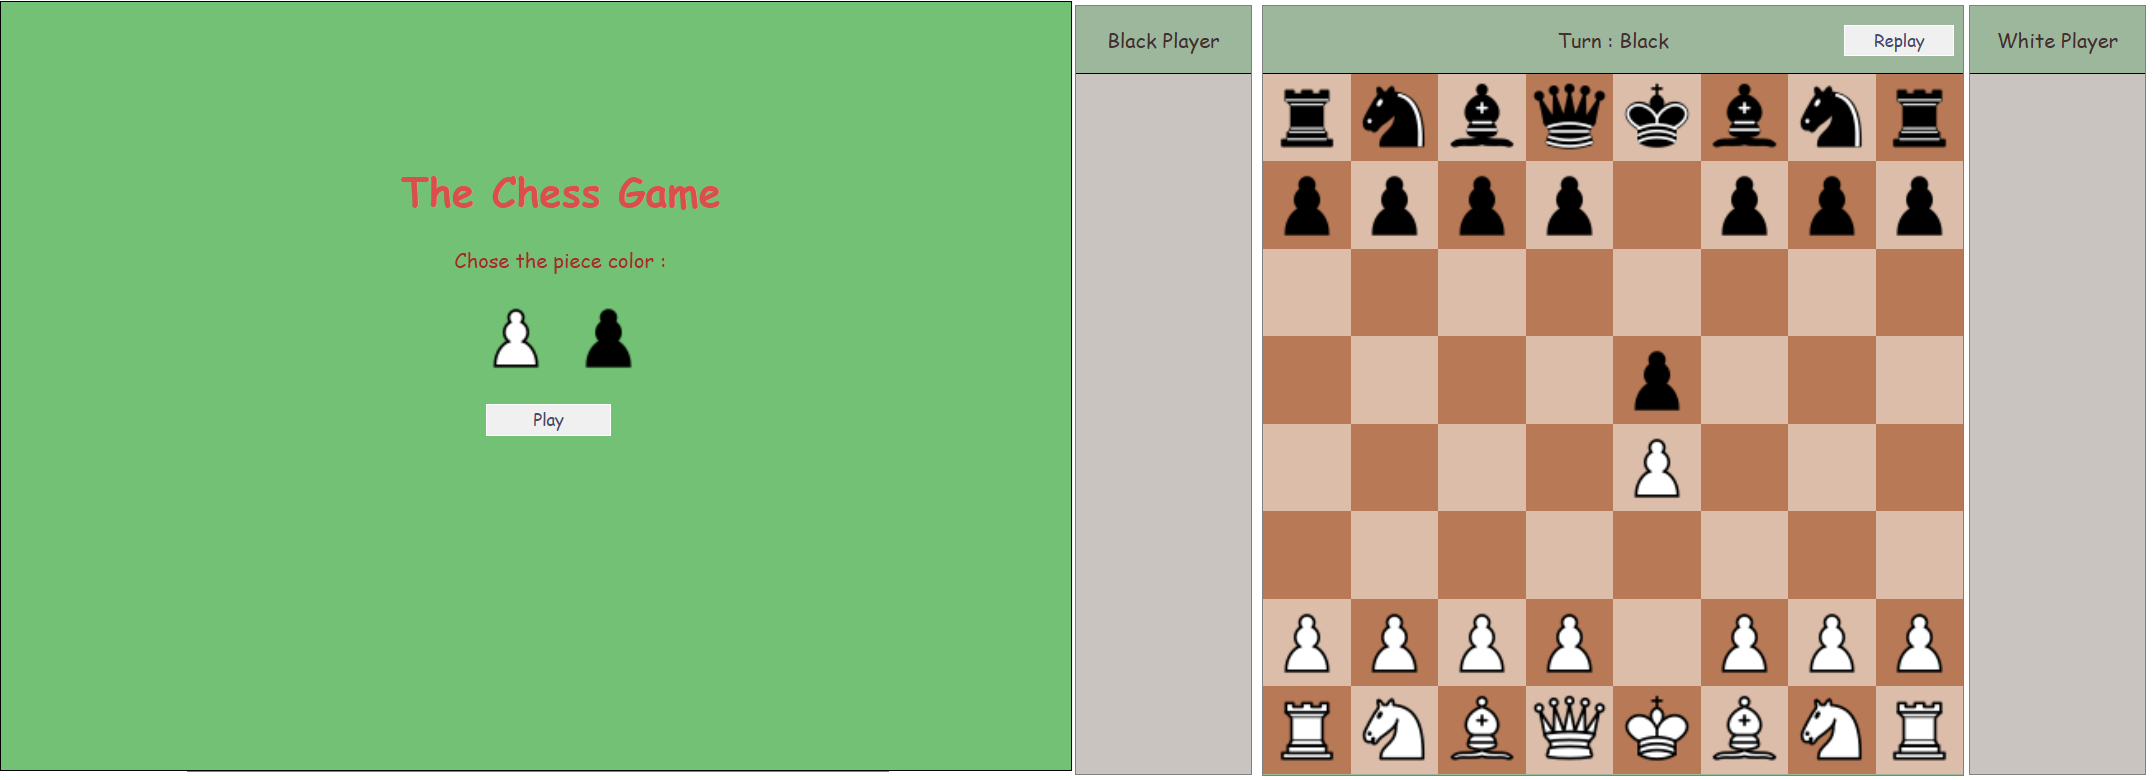 The Chess Game
Chose the piece color :
Play
Black Player
Turn : Black
Replay
White Player